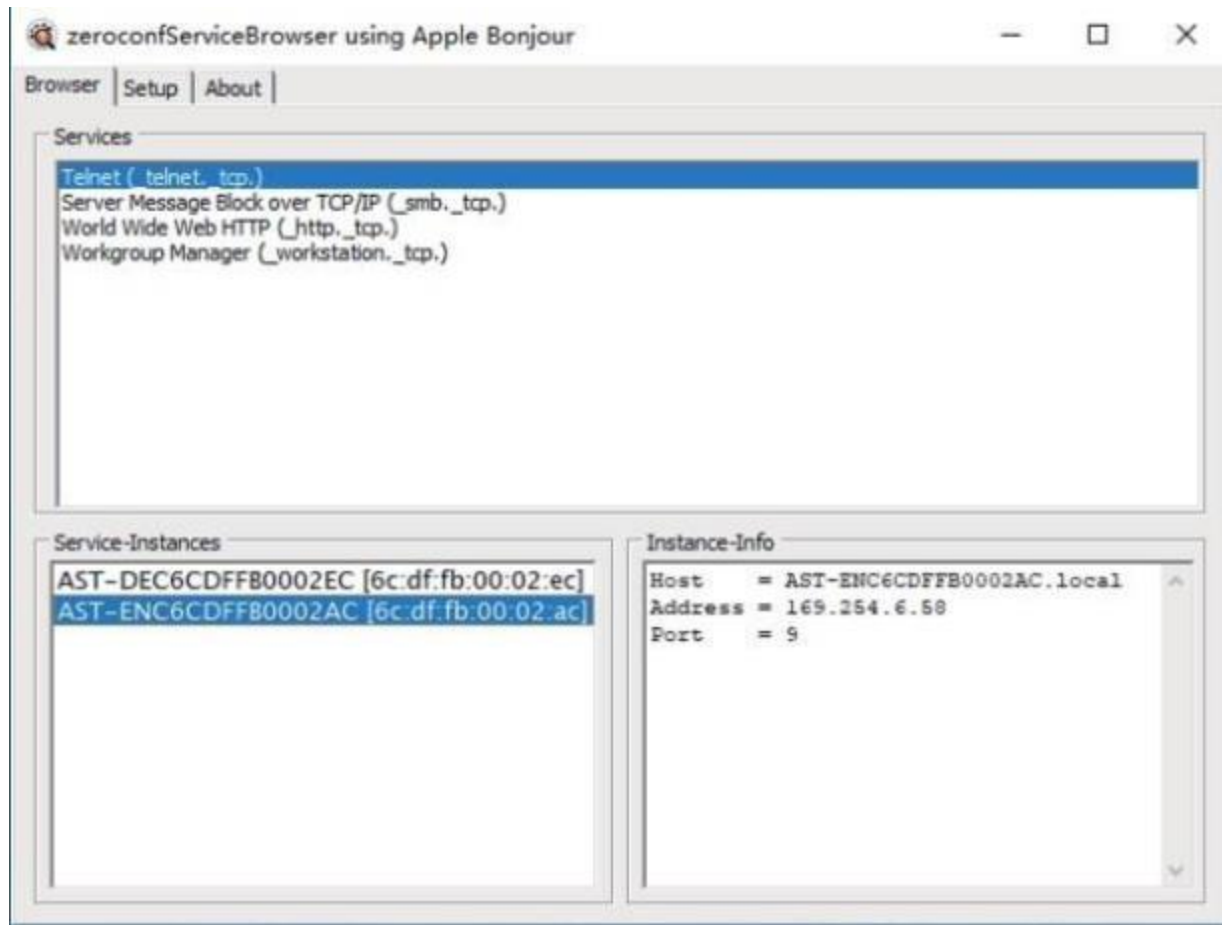 zeroconfServiceBrowser using Apple Bonjour
Browser Setup About
Services
Telnet (_telnet._tcp.)
Server Message Block over TCP/IP (_smb._tcp.)
World Wide Web HTTP (_http._tcp.)
Workgroup Manager (_workstation._tcp.)
Service-Instances
AST-DEC6CDFFB0002EC [6c:df:fb:00:02:ec]
AST-ENC6CDFFB0002AC [6c:df:fb:00:02:ac]
Instance-Info
Host = AST-ENC6CDFFB0002AC.local
Address = 169.254.6.58
Port = 9